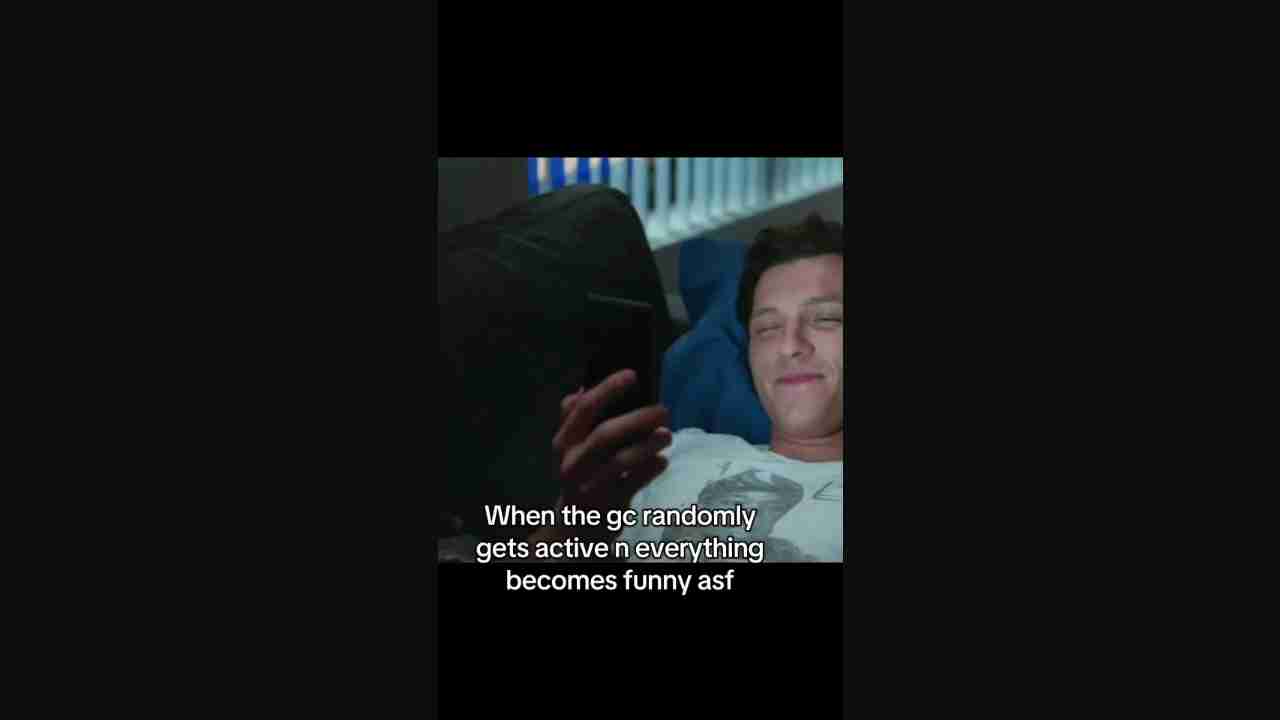 When the gc randomly
gets active n everything
becomes funny asf